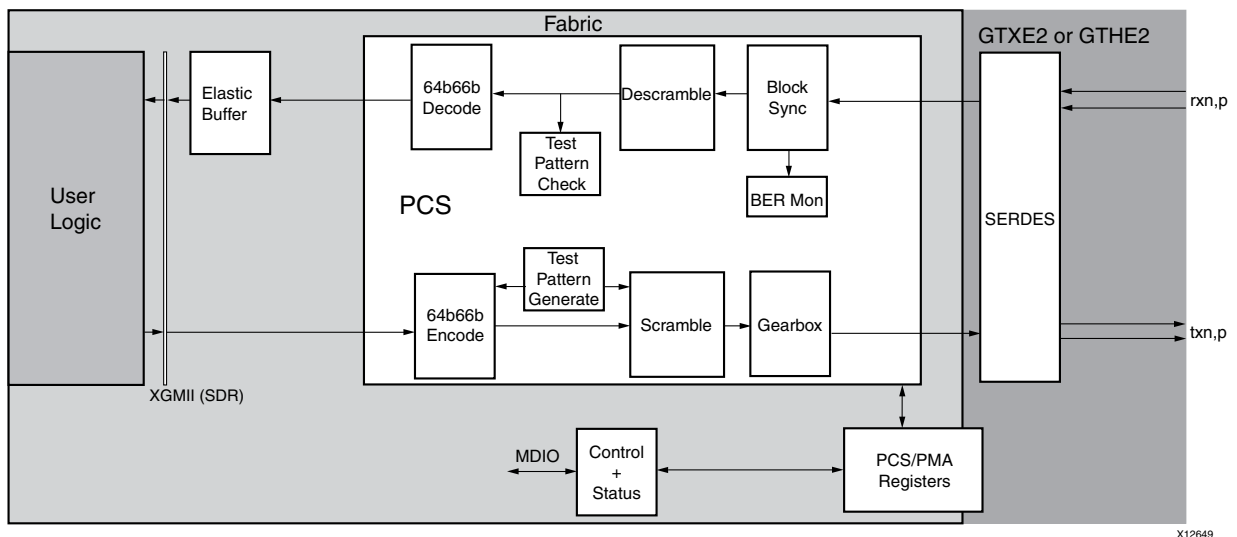 Fabric
GTXE2 or GTHE2
User
Logic
Elastic
Buffer
64b66b
Decode
Descramble
Block
Sync
rxn,p
Test
Pattern
Check
BER Mon
PCS
SERDES
Test
Pattern
Generate
64b66b
Encode
Scramble
Gearbox
txn,p
XGMII (SDR)
MDIO
Control
+
Status
PCS/PMA
Registers
X12649